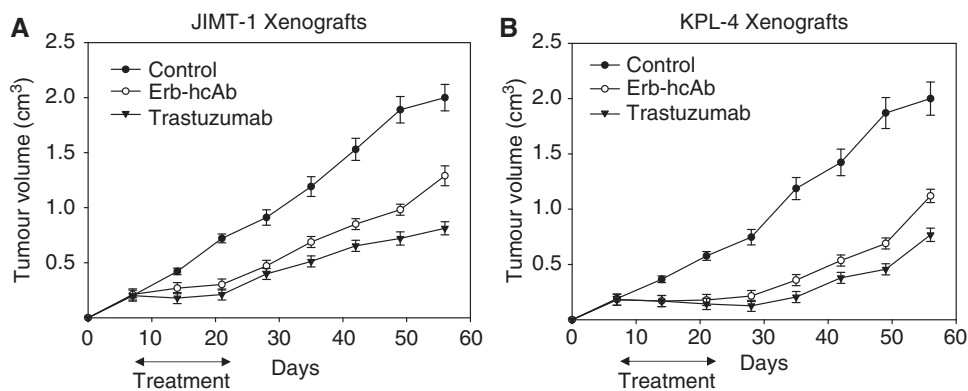 A JIMT-1 Xenografts
2.5
2.0
1.5
1.0
0.5
Tumour volume (cm³)
Control
Erb-hcAb
Trastuzumab
0 10 20 30 40 50 60
Days
Treatment
B KPL-4 Xenografts
2.5
2.0
1.5
1.0
0.5
Tumour volume (cm³)
Control
Erb-hcAb
Trastuzumab
0 10 20 30 40 50 60
Days
Treatment